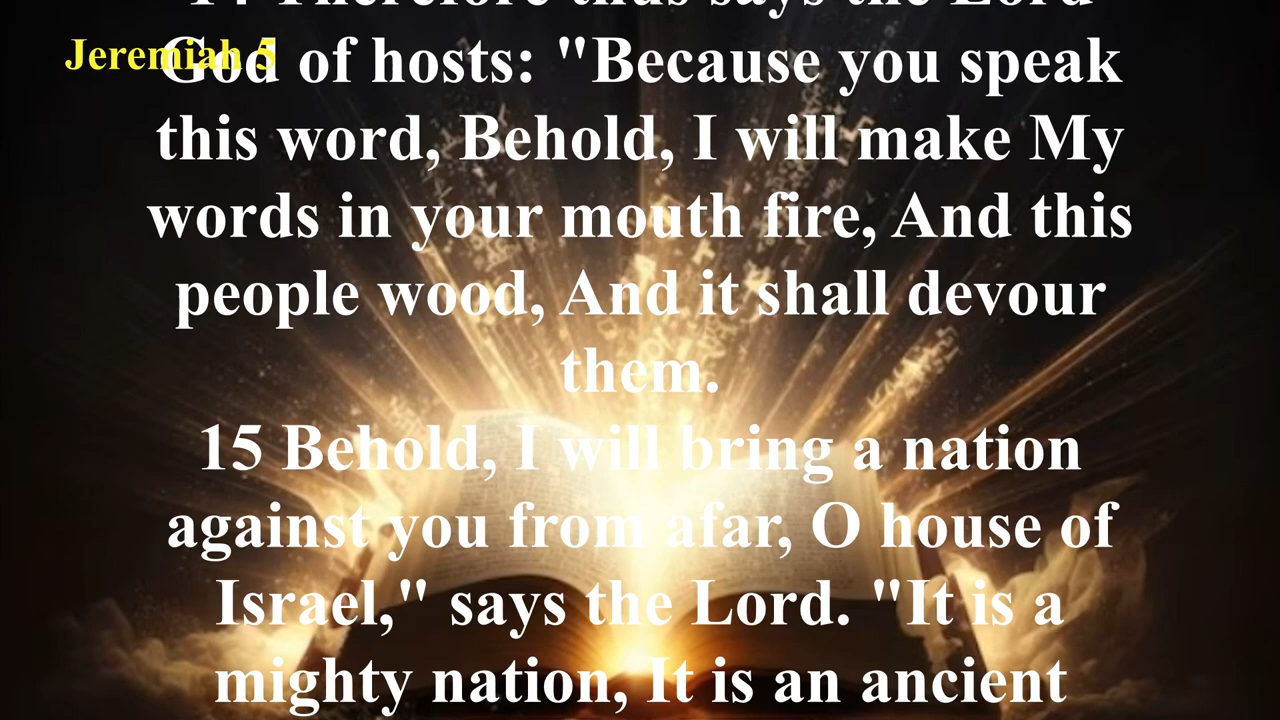 14 Therefore thus says the Lord
Jeremiah 5
God of hosts: "Because you speak
this word, Behold, I will make My
words in your mouth fire, And this
people wood, And it shall devour
them.
15 Behold, I will bring a nation
against you from afar, O house of
Israel," says the Lord. "It is a
mighty nation, It is an ancient